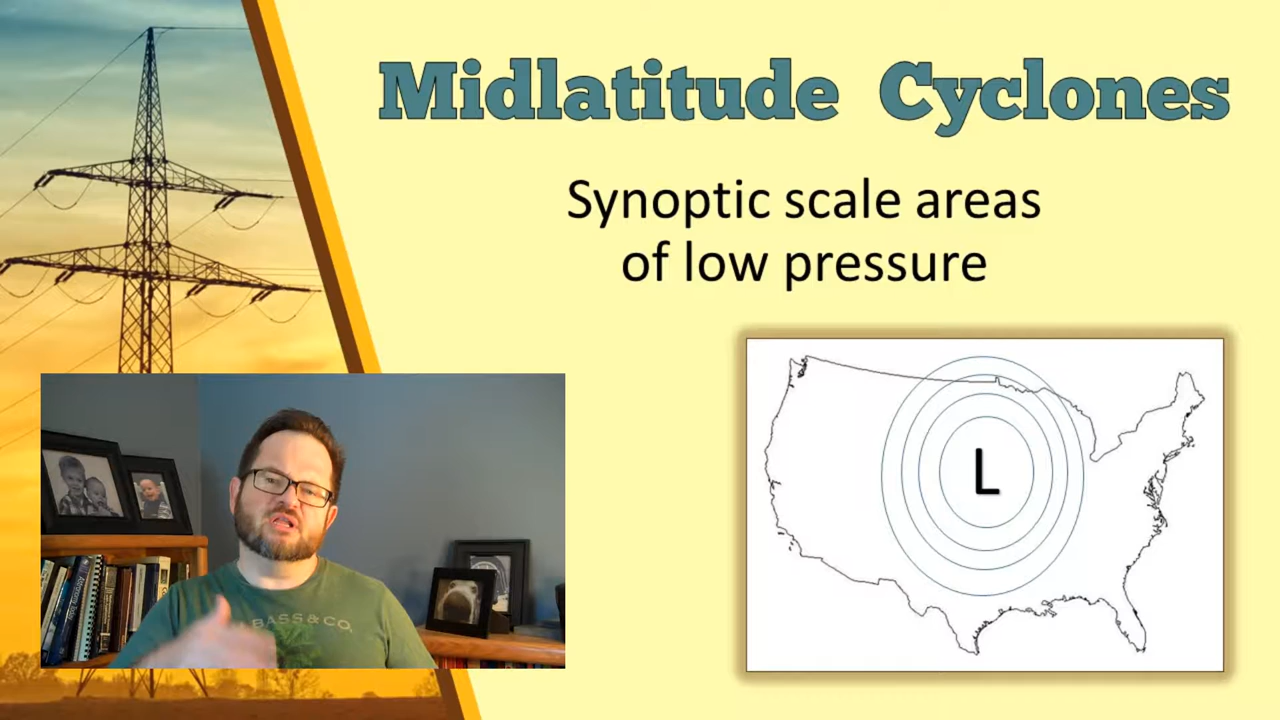 Midlatitude Cyclones
Synoptic scale areas
of low pressure
L
BASS & CO.